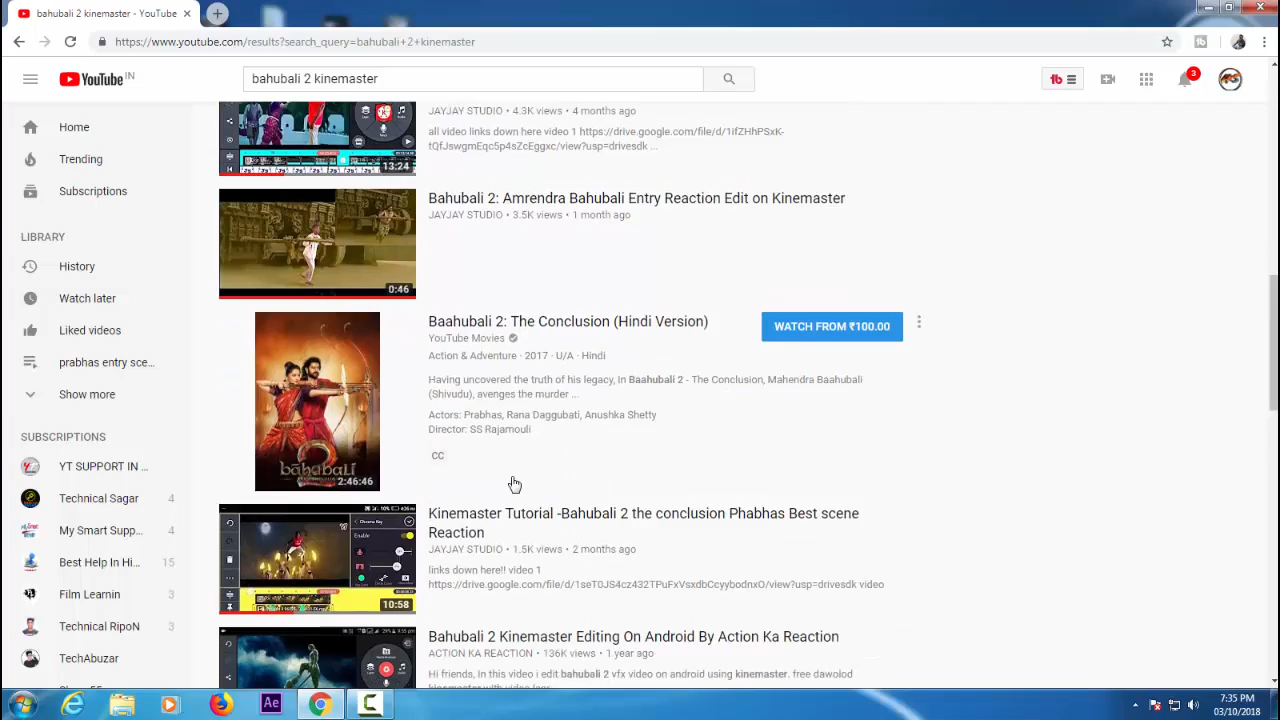 bahubali 2 kinemaster - YouTube
https://www.youtube.com/results?search_query=bahubali+2+kinemaster
YouTube IN
bahubali 2 kinemaster
3
Home
Trending
Subscriptions
LIBRARY
History
Watch later
Liked videos
prabhas entry sce...
Show more
SUBSCRIPTIONS
YT SUPPORT IN ...
Technical Sagar 4
My Smart Supp... 4
Best Help In Hi... 15
Film Learnin 3
Technical RipoN 3
TechAbuzar
JAYJAY STUDIO • 4.3K views • 4 months ago
all video links down here video 1 https://drive.google.com/file/d/1ifZHhPSxK-
tQfJswgmEqc5p4sZcEggxc/view?usp=drivesdk ...
13:24
Bahubali 2: Amrendra Bahubali Entry Reaction Edit on Kinemaster
JAYJAY STUDIO • 3.5K views • 1 month ago
0:46
Baahubali 2: The Conclusion (Hindi Version)
YouTube Movies
Action & Adventure · 2017 · U/A · Hindi
Having uncovered the truth of his legacy, In Baahubali 2 - The Conclusion, Mahendra Baahubali
(Shivudu), avenges the murder ...
Actors: Prabhas, Rana Daggubati, Anushka Shetty
Director: SS Rajamouli
CC
WATCH FROM ₹100.00
bāhubali
2
2:46:46
Kinemaster Tutorial -Bahubali 2 the conclusion Phabhas Best scene
Reaction
JAYJAY STUDIO • 1.5K views • 2 months ago
links down here!! video 1
https://drive.google.com/file/d/1seT0JS4cz432TPuFxVsxdbCcyybodnxO/view?usp=drivesdk video
Chroma Key
Enable
10:58
Bahubali 2 Kinemaster Editing On Android By Action Ka Reaction
ACTION KA REACTION • 136K views • 1 year ago
Hi friends, In this video i edit bahubali 2 vfx video on android using kinemaster. free dawolod
Ae
7:35 PM
03/10/2018